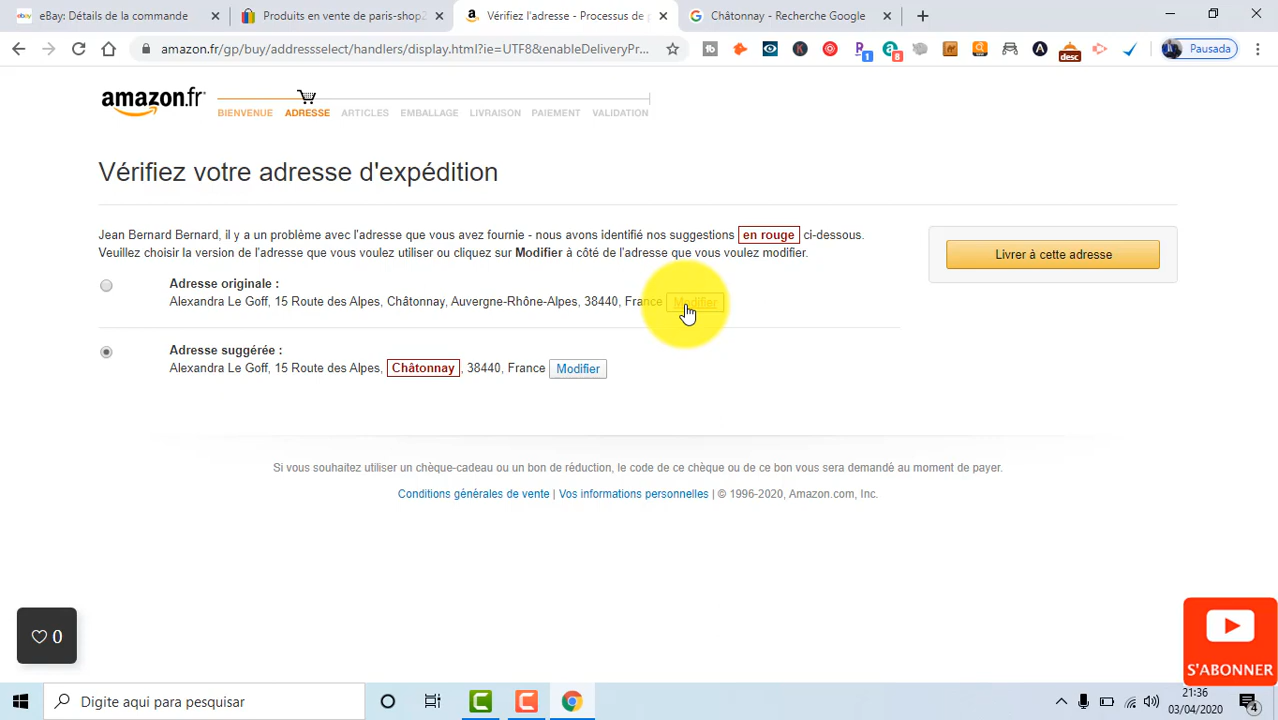 eBay: Détails de la commande
Produits en vente de paris-shop2
Vérifiez l'adresse - Processus de p
Châtonnay - Recherche Google
amazon.fr/gp/buy/addressselect/handlers/display.html?ie=UTF8&enableDeliveryPr...
1
8
desc
Pausada
amazon.fr
BIENVENUE ADRESSE ARTICLES EMBALLAGE LIVRAISON PAIEMENT VALIDATION
Vérifiez votre adresse d'expédition
Jean Bernard Bernard, il y a un problème avec l'adresse que vous avez fournie - nous avons identifié nos suggestions en rouge ci-dessous.
Veuillez choisir la version de l'adresse que vous voulez utiliser ou cliquez sur Modifier à côté de l'adresse que vous voulez modifier.
Livrer à cette adresse
Adresse originale :
Alexandra Le Goff, 15 Route des Alpes, Châtonnay, Auvergne-Rhône-Alpes, 38440, France Modifier
Adresse suggérée :
Alexandra Le Goff, 15 Route des Alpes, Châtonnay, 38440, France Modifier
Si vous souhaitez utiliser un chèque-cadeau ou un bon de réduction, le code de ce chèque ou de ce bon vous sera demandè au moment de payer.
Conditions générales de vente | Vos informations personnelles | © 1996-2020, Amazon.com, Inc.
0
S'ABONNER
Digite aqui para pesquisar
21:36
03/04/2020
4